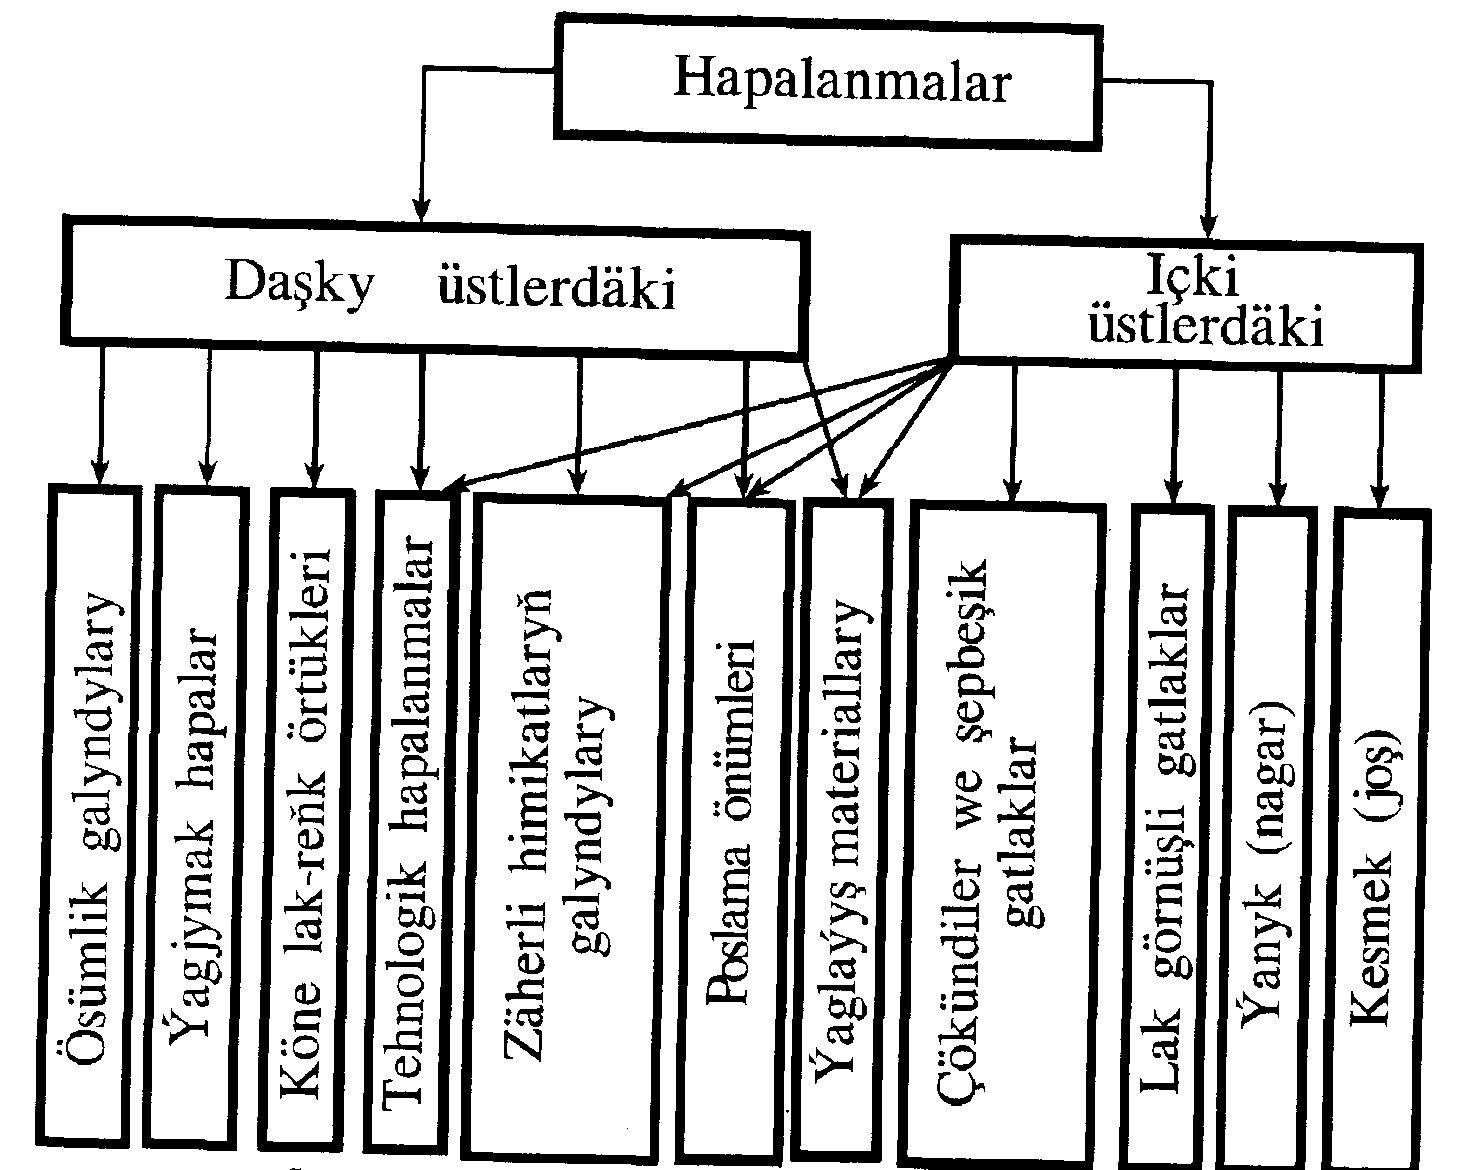 Hapalanmalar
Daşky üstlerdäki
Içki
üstlerdäki
Ösümlik galyndylary
Ýagjymak hapalar
Köne lak-reňk örtükleri
Tehnologik hapalanmalar
Zäherli himikatlaryň
galyndylary
Poslama önümleri
Ýaglaýyş materiallary
Çökündiler we şepbeşik
gatlaklar
Lak görnüşli gatlaklar
Ýanyk (nagar)
Kesmek (joş)